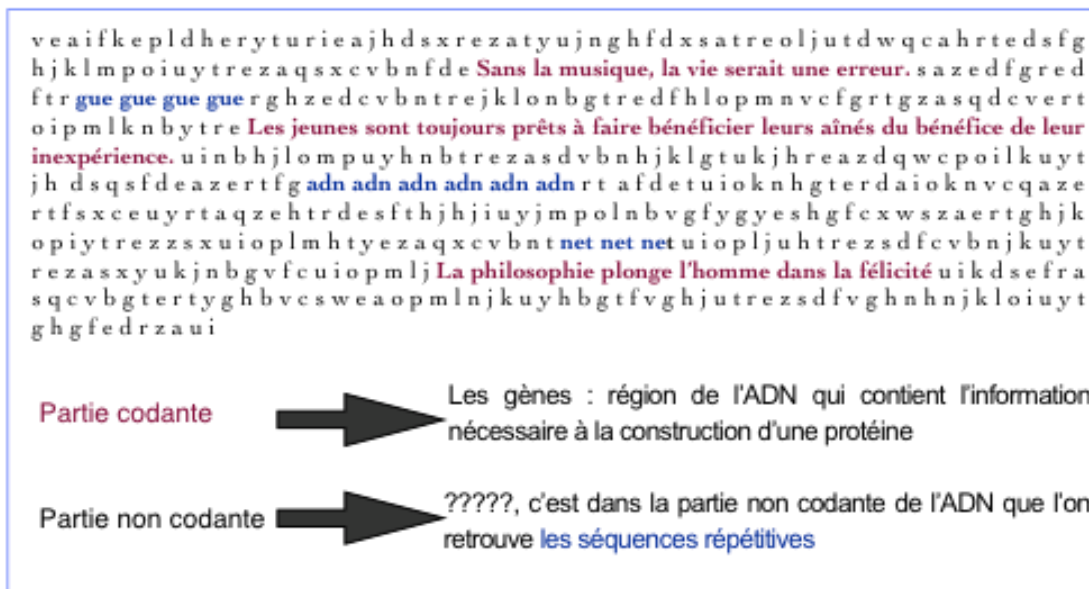 v e a i f k e p l d h e r y t u r i e a j h d s x r e z a t y u j n g h f d x s a t r e o l j u t d w q c a h r t e d s f g
h j k l m p o i u y t r e z a q s x c v b n f d e Sans la musique, la vie serait une erreur. s a z e d f g r e d
f t r gue gue gue gue r g h z e d c v b n t r e j k l o n b g t r e d f h l o p m n v c f g r t g z a s q d c v e r t
o i p m l k n b y t r e Les jeunes sont toujours prêts à faire bénéficier leurs aînés du bénéfice de leur
inexpérience. u i n b h j l o m p u y h n b t r e z a s d v b n h j k l g t u k j h r e a z d q w c p o i l k u y t
j h d s q s f d e a z e r t f g adn adn adn adn adn adn r t a f d e t u i o k n h g t e r d a i o k n v c q a z e
r t f s x c e u y r t a q z e h t r d e s f t h j h j i u y j m p o l n b v g f y g y e s h g f c x w s z a e r t g h j k
o p i y t r e z z s x u i o p l m h t y e z a q x c v b n t net net net u i o p l j u h t r e z s d f c v b n j k u y t
r e z a s x y u k j n b g v f c u i o p m l j La philosophie plonge l'homme dans la félicité u i k d s e f r a
s q c v b g t e r t y g h b v c s w e a o p m l n j k u y h b g t f v g h j u t r e z s d f v g h n h n j k l o i u y t
g h g f e d r z a u i
Partie codante
Les gènes : région de l'ADN qui contient l'information
nécessaire à la construction d'une protéine
Partie non codante
?????, c'est dans la partie non codante de l'ADN que l'on
retrouve les séquences répétitives